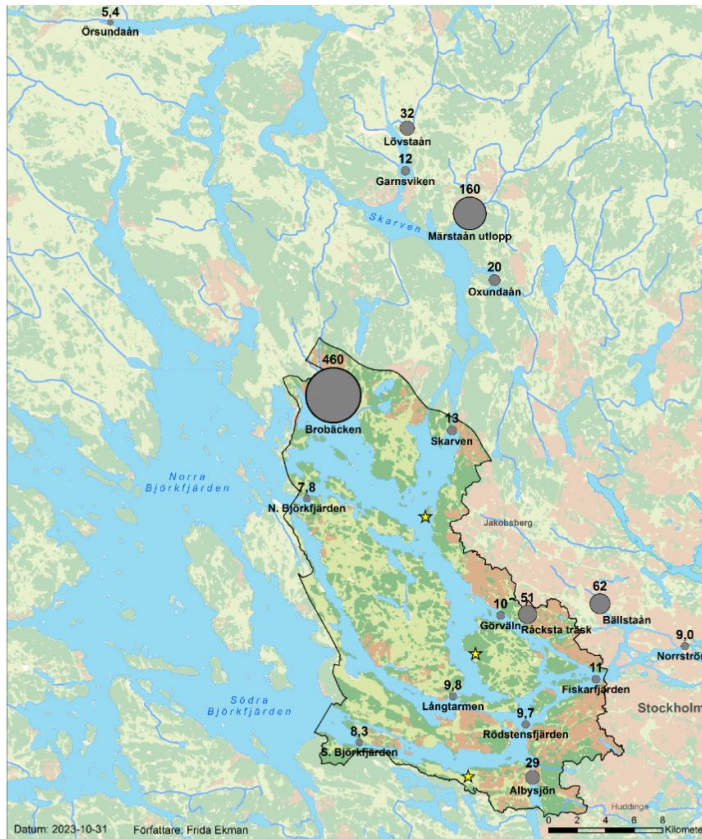 5,4
Örsundaån
32
Lövstaån
12
Garnsviken
160
Skarven
Märstaån utlopp
20
Oxundaån
460
Brobäcken
13
Skarven
Norra
Björkfjärden
7,8
N. Björkfjärden
Jakobsberg
10
Görväln
51
Råcksta träsk
62
Bällstaån
9,0
Norrström
11
Fiskarfjärden
9,8
Långtarmen
Södra
Björkfjärden
9,7
Rödstensfjärden
Stockholm
8,3
S. Björkfjärden
29
Albysjön
Huddinge
Datum: 2023-10-31 Författare: Frida Ekman
0 2 4 6 8
Kilometer